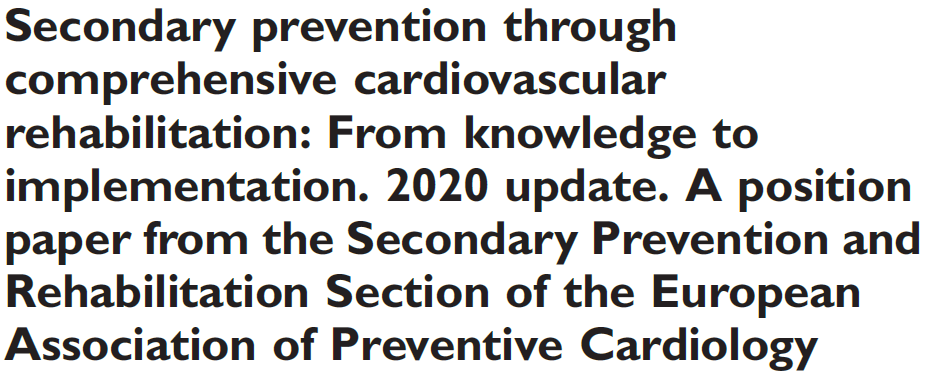 Secondary prevention through
comprehensive cardiovascular
rehabilitation: From knowledge to
implementation. 2020 update. A position
paper from the Secondary Prevention and
Rehabilitation Section of the European
Association of Preventive Cardiology